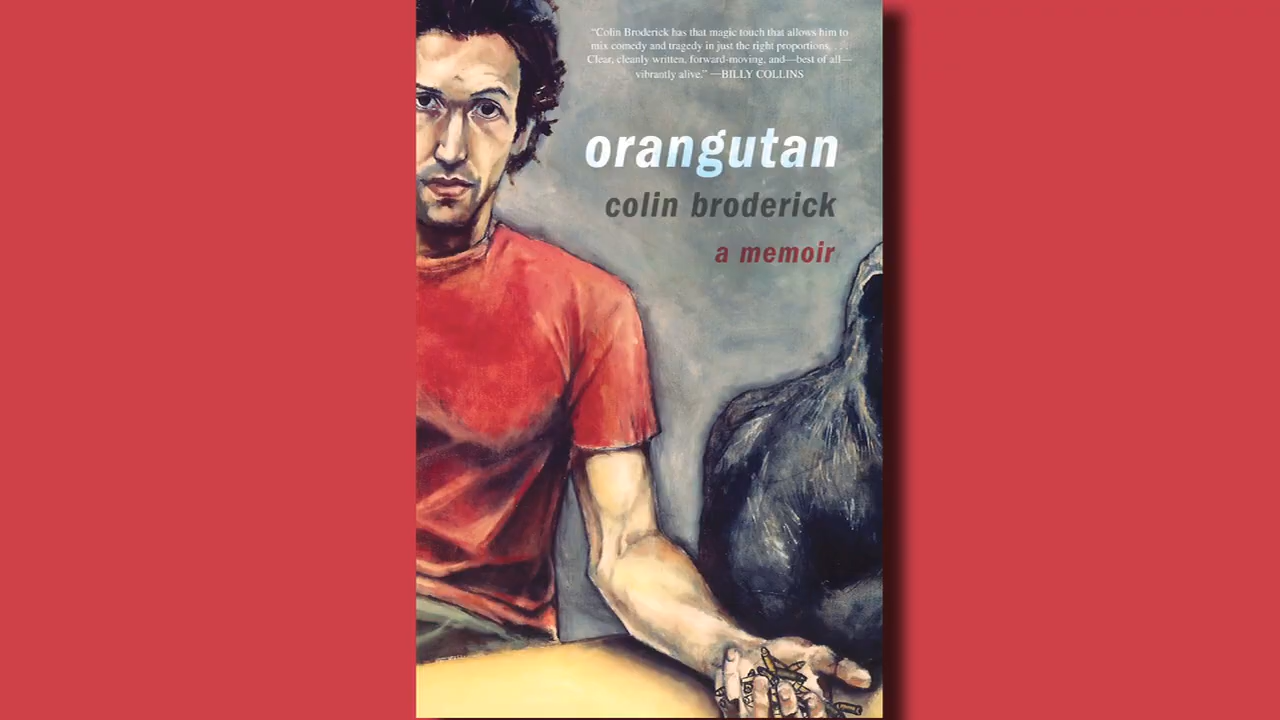 “Colin Broderick has that magic touch that allows him to
mix comedy and tragedy in just the right proportions. . . .
Clear, cleanly written, forward-moving, and—best of all—
vibrantly alive.” —BILLY COLLINS
orangutan
colin broderick
a memoir